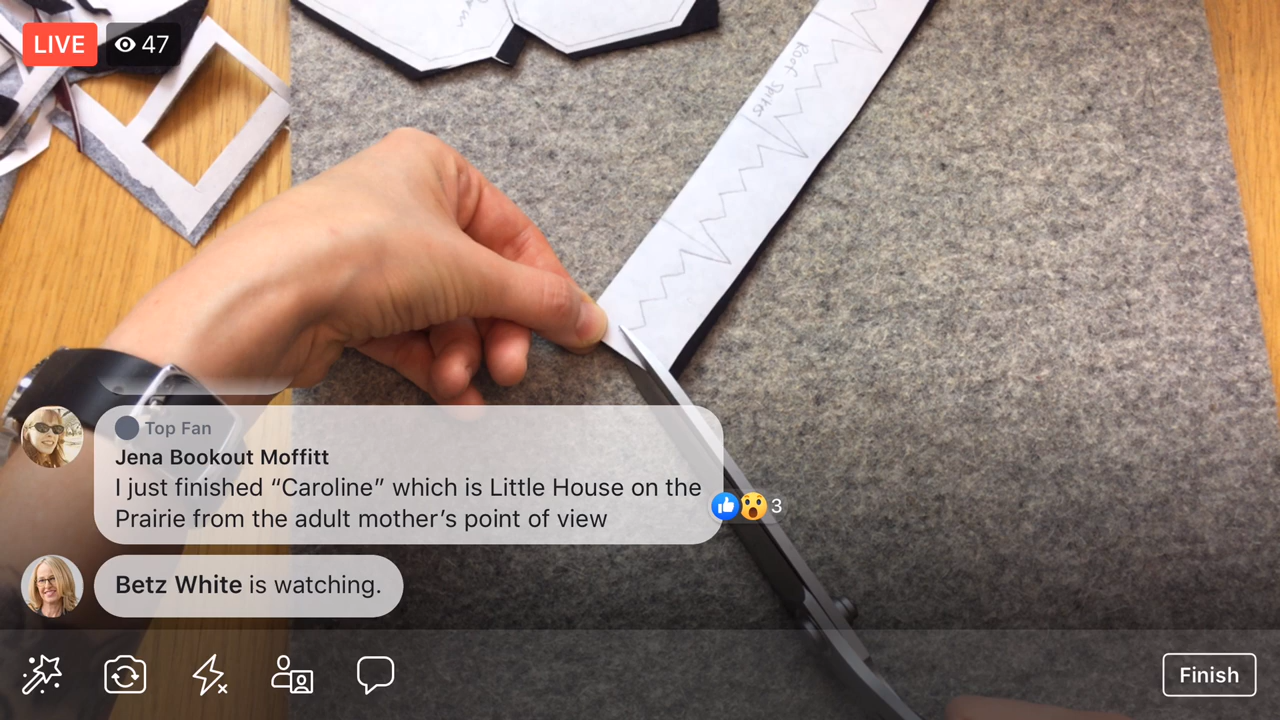 LIVE
47
Roof Spikes
Top Fan
Jena Bookout Moffitt
I just finished “Caroline” which is Little House on the
Prairie from the adult mother’s point of view
3
Betz White is watching.
Finish